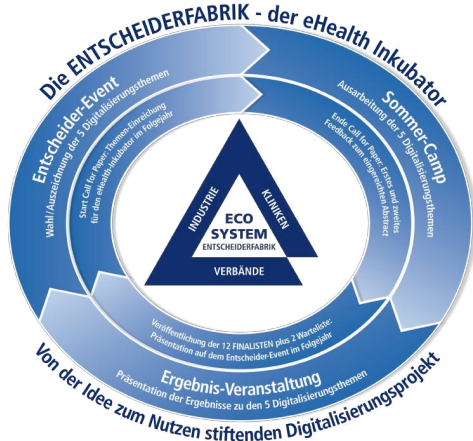 Die ENTSCHEIDERFABRIK - der eHealth Inkubator
Entscheider-Event
Wahl/Auszeichnung der 5 Digitalisierungsthemen
Start Call for Paper: Themen-Einreichung
für den eHealth-Inkubator im Folgejahr
Sommer-Camp
Ausarbeitung der 5 Digitalisierungsthemen
Ende Call for Paper: Erstes und zweites
Feedback zum eingereichten Abstract
INDUSTRIE
KLINIKEN
ECO
SYSTEM
ENTSCHEIDERFABRIK
VERBÄNDE
Veröffentlichung der 12 FINALISTEN plus 2 Warteliste:
Präsentation auf dem Entscheider-Event im Folgejahr
Ergebnis-Veranstaltung
Präsentation der Ergebnisse zu den 5 Digitalisierungsthemen
Von der Idee zum Nutzen stiftenden Digitalisierungsprojekt